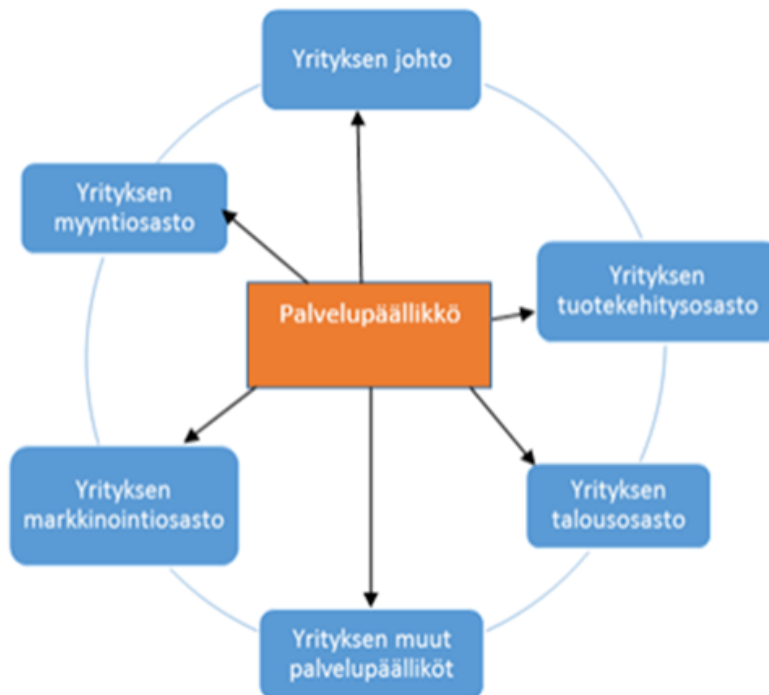 Yrityksen johto
Yrityksen
myyntiosasto
Palvelupäällikkö
Yrityksen
tuotekehitysosasto
Yrityksen
markkinointiosasto
Yrityksen
talousosasto
Yrityksen muut
palvelupäälliköt